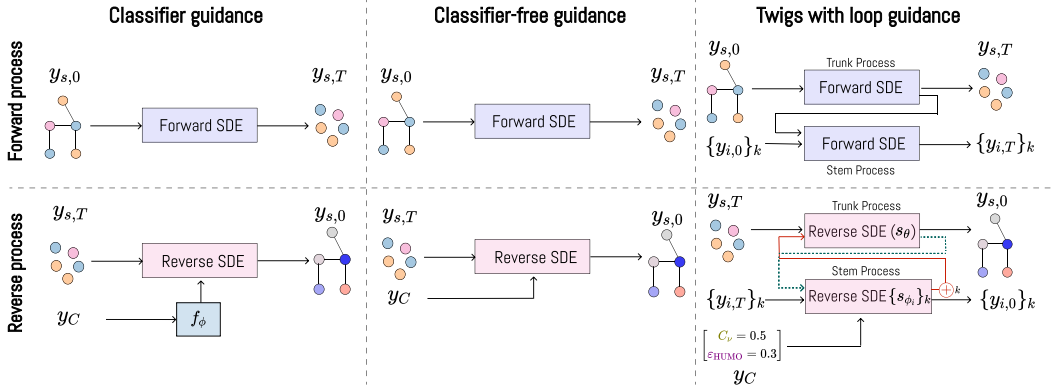 Classifier guidance
Classifier-free guidance
Twigs with loop guidance
Forward process
y_{s,0}
y_{s,T}
Forward SDE
y_{s,0}
y_{s,T}
Forward SDE
y_{s,0}
y_{s,T}
Trunk Process
Forward SDE
{y_{i,0}}_k
Forward SDE
{y_{i,T}}_k
Stem Process
Reverse process
y_{s,T}
y_{s,0}
Reverse SDE
y_C
f_ϕ
y_{s,T}
y_{s,0}
Reverse SDE
y_C
y_{s,T}
y_{s,0}
Trunk Process
Reverse SDE (s_θ)
Stem Process
{y_{i,T}}_k
Reverse SDE {s_{ϕ_i}}_k
+ k
{y_{i,0}}_k
C_ν = 0.5
ε_HUMO = 0.3
y_C